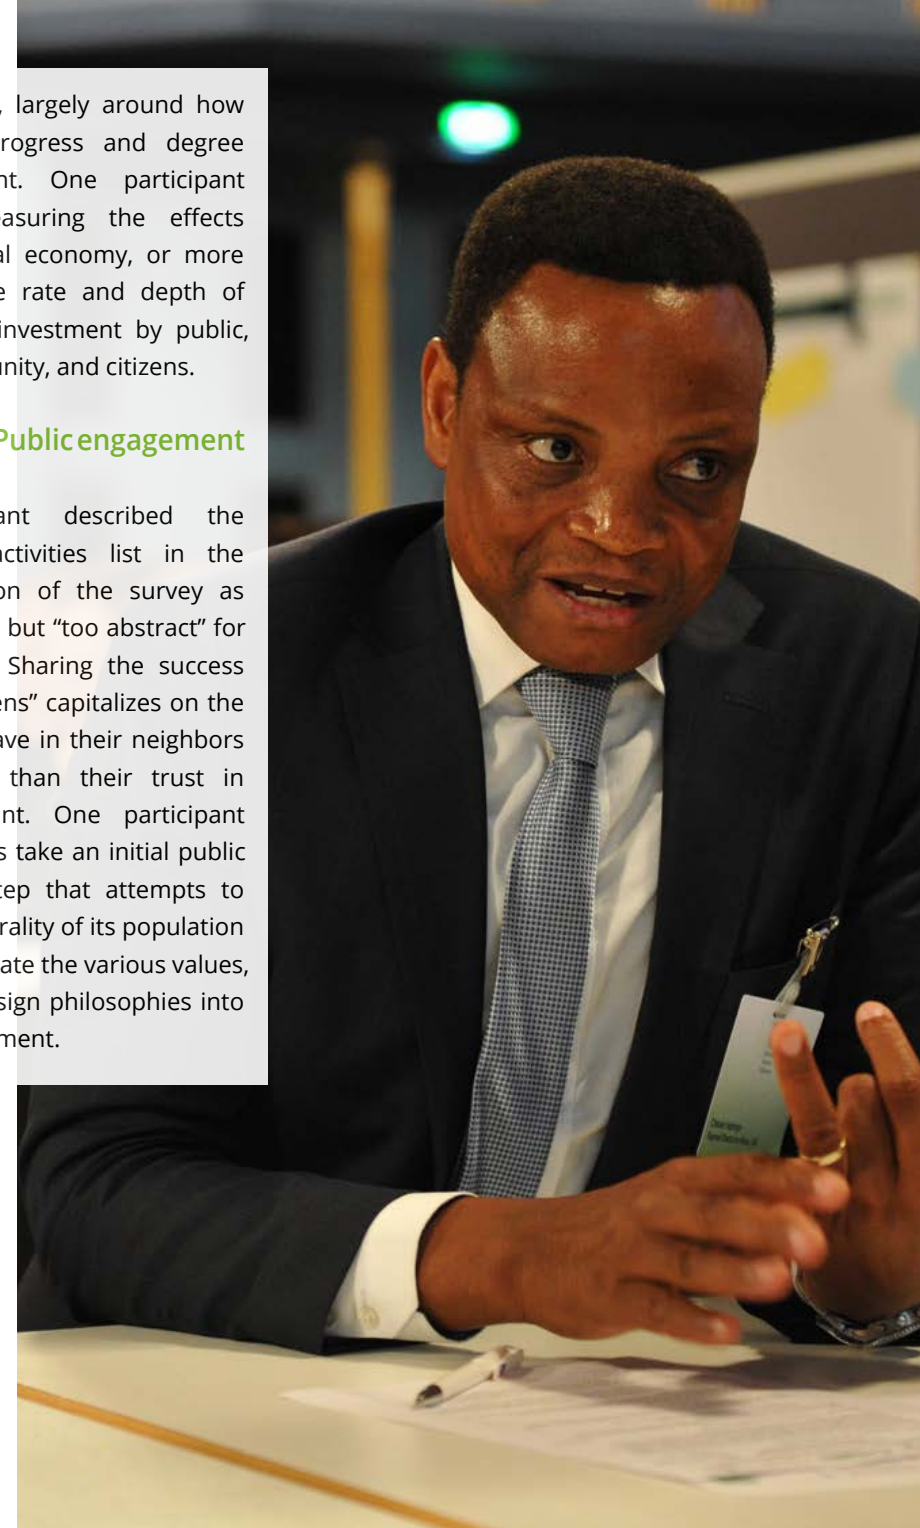 , largely around how
rogress and degree
nt. One participant
easuring the effects
al economy, or more
e rate and depth of
investment by public,
unity, and citizens.
Public engagement
ant described the
activities list in the
on of the survey as
but “too abstract” for
Sharing the success
ens” capitalizes on the
ave in their neighbors
than their trust in
nt. One participant
s take an initial public
tep that attempts to
rality of its population
ate the various values,
sign philosophies into
ment.